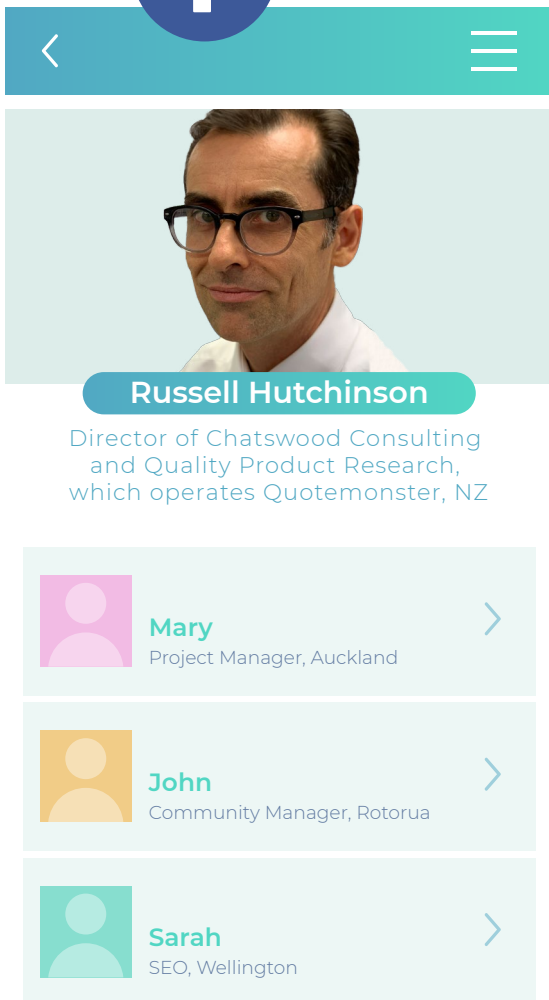 Russell Hutchinson
Director of Chatswood Consulting
and Quality Product Research,
which operates Quotemonster, NZ
Mary
Project Manager, Auckland
John
Community Manager, Rotorua
Sarah
SEO, Wellington